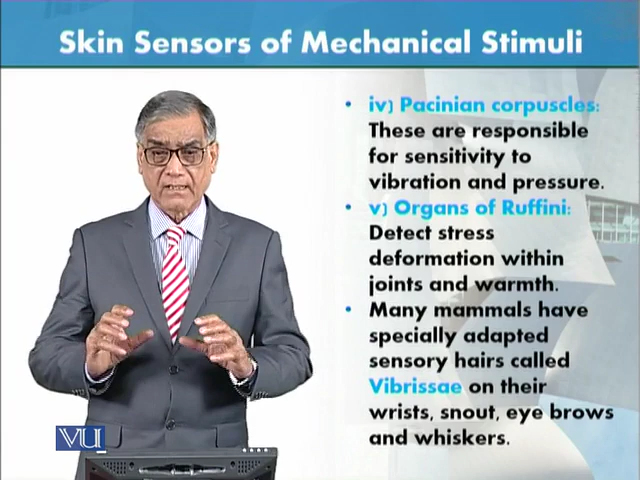 Skin Sensors of Mechanical Stimuli
• iv) Pacinian corpuscles:
These are responsible
for sensitivity to
vibration and pressure.
• v) Organs of Ruffini:
Detect stress
deformation within
joints and warmth.
• Many mammals have
specially adapted
sensory hairs called
Vibrissae on their
wrists, snout, eye brows
and whiskers.
VU